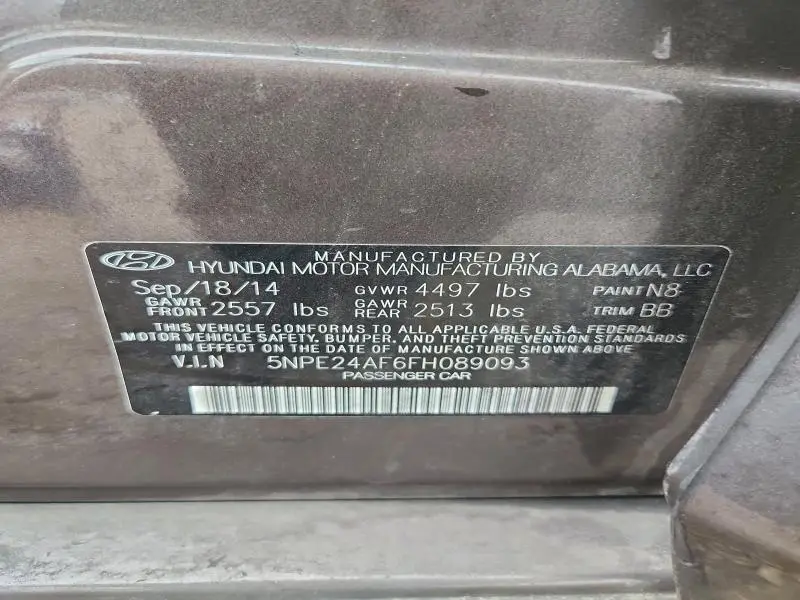 MANUFACTURED BY
HYUNDAI MOTOR MANUFACTURING ALABAMA, LLC
Sep/18/14 GVWR 4497 lbs PAINT N8
GAWR FRONT 2557 lbs GAWR REAR 2513 lbs TRIM BB
THIS VEHICLE CONFORMS TO ALL APPLICABLE U.S.A. FEDERAL
MOTOR VEHICLE SAFETY, BUMPER, AND THEFT PREVENTION STANDARDS
IN EFFECT ON THE DATE OF MANUFACTURE SHOWN ABOVE.
V.I.N 5NPE24AF6FH089093
PASSENGER CAR